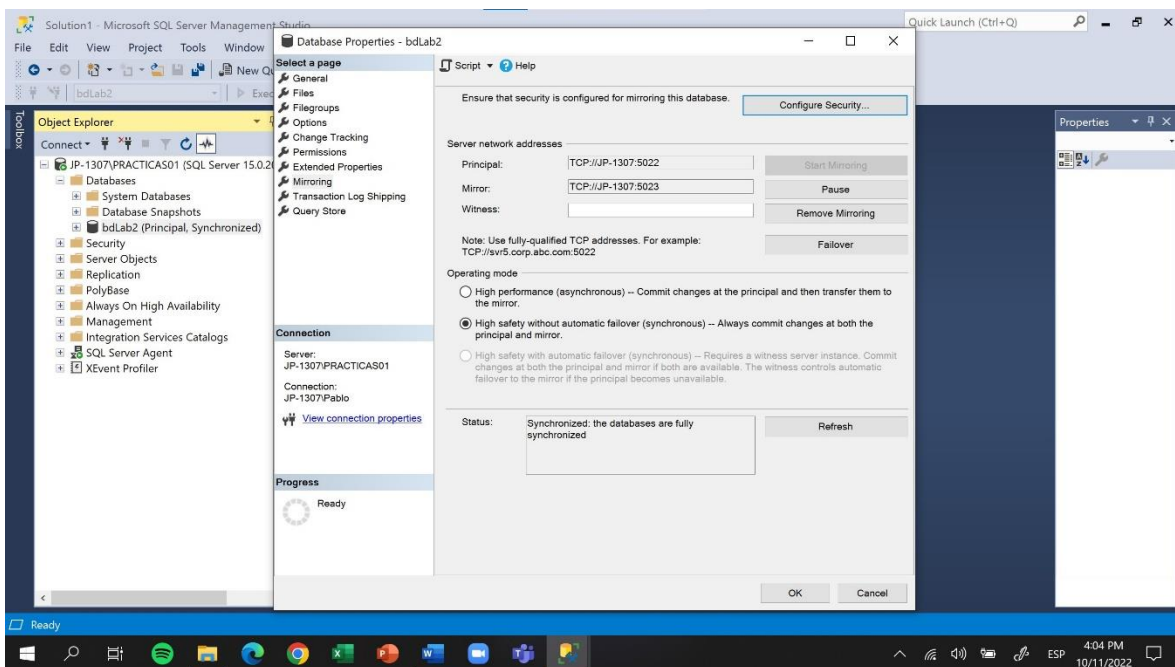 Solution1 - Microsoft SQL Server Management Studio
Quick Launch (Ctrl+Q)
File Edit View Project Tools Window
New Qu
bdLab2
Exec
Toolbox
Object Explorer
Connect
JP-1307\PRACTICAS01 (SQL Server 15.0.20
Databases
System Databases
Database Snapshots
bdLab2 (Principal, Synchronized)
Security
Server Objects
Replication
PolyBase
Always On High Availability
Management
Integration Services Catalogs
SQL Server Agent
XEvent Profiler
Database Properties - bdLab2
Select a page
General
Files
Filegroups
Options
Change Tracking
Permissions
Extended Properties
Mirroring
Transaction Log Shipping
Query Store
Connection
Server:
JP-1307\PRACTICAS01
Connection:
JP-1307\Pablo
View connection properties
Progress
Ready
Script Help
Ensure that security is configured for mirroring this database.
Configure Security...
Server network addresses
Principal: TCP://JP-1307:5022 Start Mirroring
Mirror: TCP://JP-1307:5023 Pause
Witness: Remove Mirroring
Note: Use fully-qualified TCP addresses. For example: Failover
TCP://svr5.corp.abc.com:5022
Operating mode
High performance (asynchronous) -- Commit changes at the principal and then transfer them to
the mirror.
High safety without automatic failover (synchronous) -- Always commit changes at both the
principal and mirror.
High safety with automatic failover (synchronous) -- Requires a witness server instance. Commit
changes at both the principal and mirror if both are available. The witness controls automatic
failover to the mirror if the principal becomes unavailable.
Status: Synchronized: the databases are fully
synchronized
Refresh
OK Cancel
Properties
Ready
ESP
4:04 PM
10/11/2022